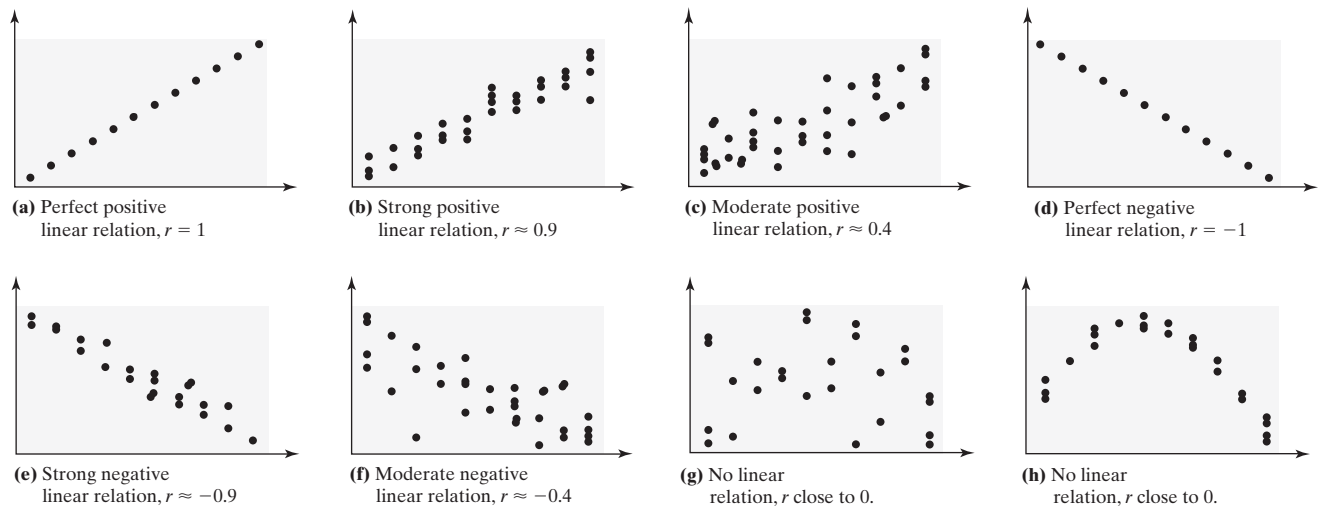 (a) Perfect positive
linear relation, r = 1
(b) Strong positive
linear relation, r ≈ 0.9
(c) Moderate positive
linear relation, r ≈ 0.4
(d) Perfect negative
linear relation, r = −1
(e) Strong negative
linear relation, r ≈ −0.9
(f) Moderate negative
linear relation, r ≈ −0.4
(g) No linear
relation, r close to 0.
(h) No linear
relation, r close to 0.